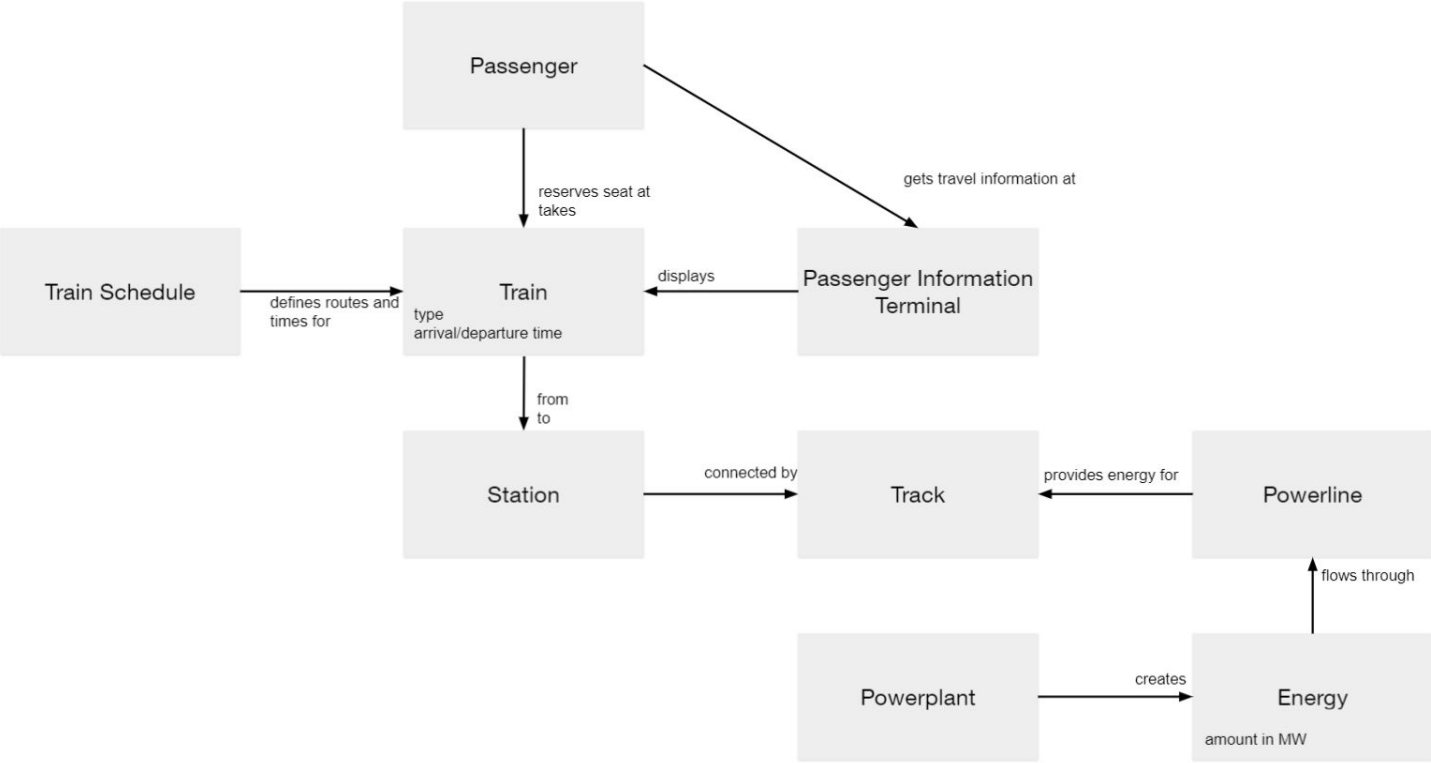 Passenger
gets travel information at
reserves seat at
takes
Train Schedule
defines routes and
times for
Train
type
arrival/departure time
displays
Passenger Information
Terminal
from
to
Station
connected by
Track
provides energy for
Powerline
flows through
Powerplant
creates
Energy
amount in MW